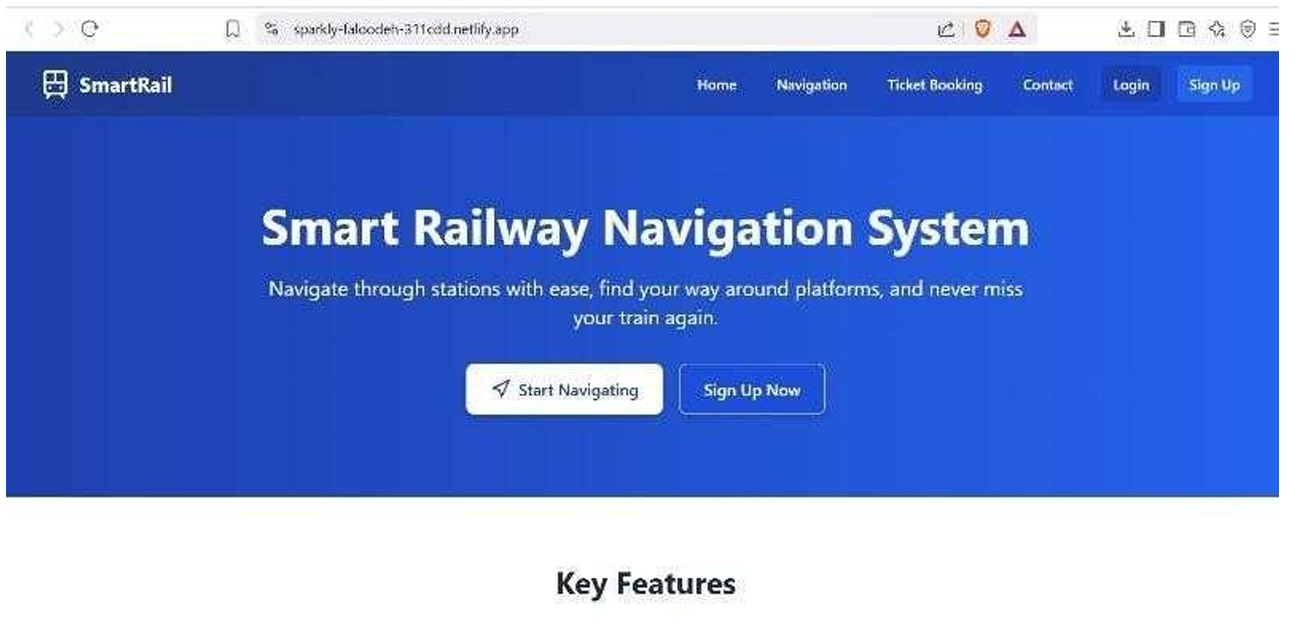 sparkly-faloodeh-311cdd.netlify.app
SmartRail
Home
Navigation
Ticket Booking
Contact
Login
Sign Up
Smart Railway Navigation System
Navigate through stations with ease, find your way around platforms, and never miss
your train again.
Start Navigating
Sign Up Now
Key Features